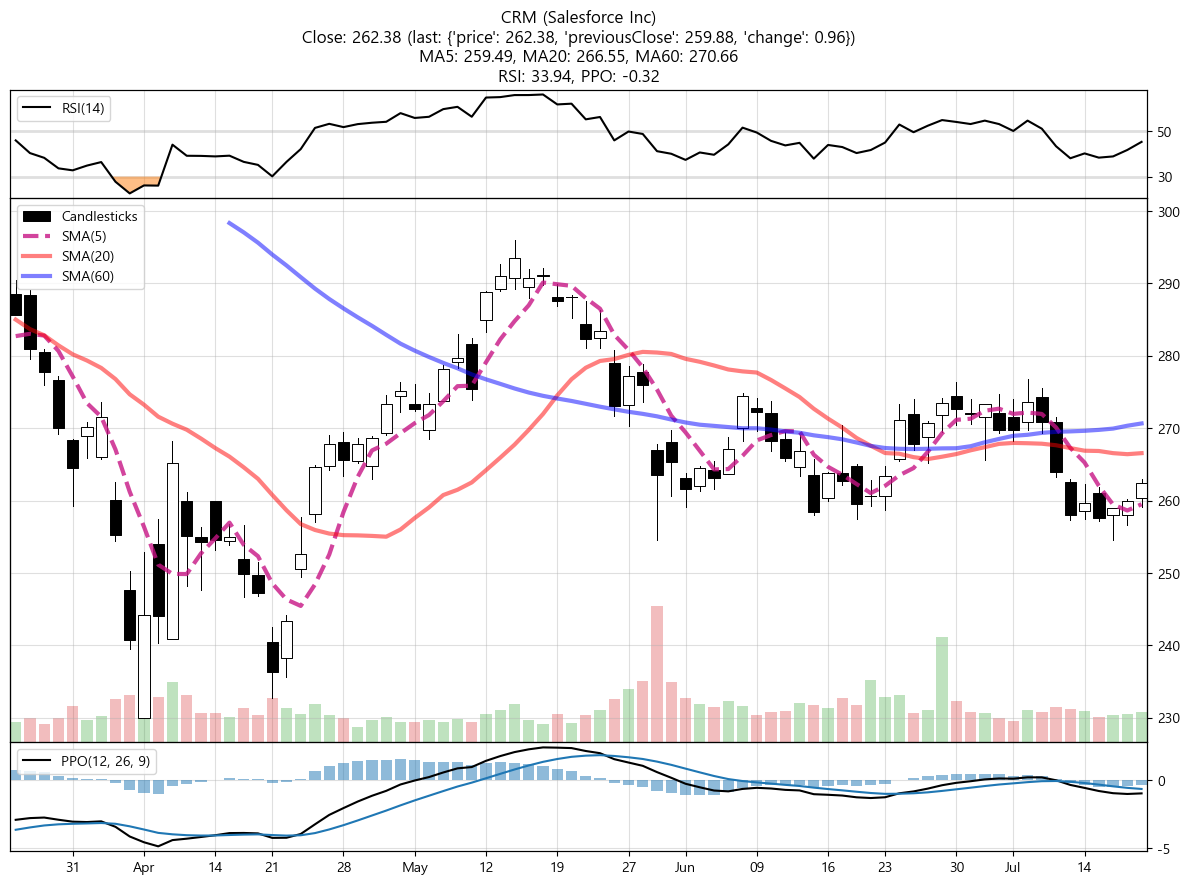 CRM (Salesforce Inc)
Close: 262.38 (last: {'price': 262.38, 'previousClose': 259.88, 'change': 0.96})
MA5: 259.49, MA20: 266.55, MA60: 270.66
RSI: 33.94, PPO: -0.32
RSI(14)
50
30
Candlesticks
SMA(5)
SMA(20)
SMA(60)
300
290
280
270
260
250
240
230
PPO(12, 26, 9)
0
-5
31 Apr 14 21 28 May 12 19 27 Jun 09 16 23 30 Jul 14